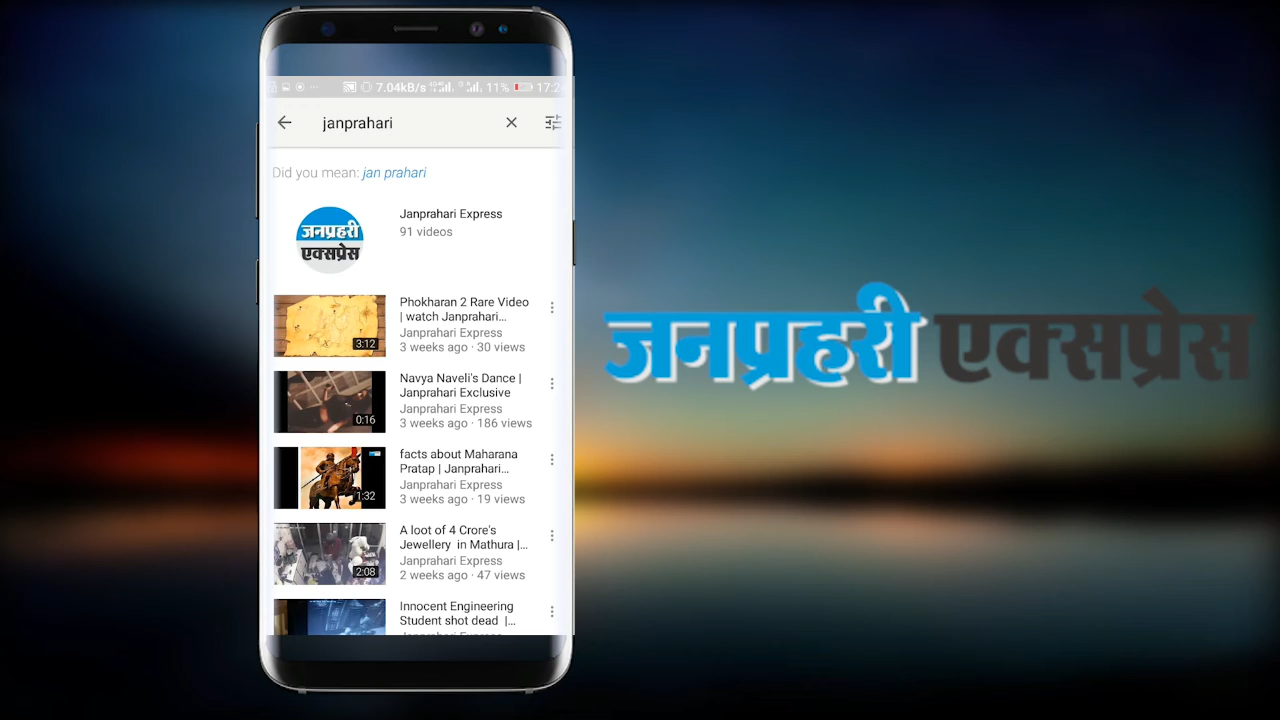 7.04kB/s
11%
janprahari
Did you mean: jan prahari
जनप्रहरी
एक्सप्रेस
Janprahari Express
91 videos
3:12
Phokharan 2 Rare Video
| watch Janprahari...
Janprahari Express
3 weeks ago · 30 views
0:16
Navya Naveli's Dance |
Janprahari Exclusive
Janprahari Express
3 weeks ago · 186 views
1:32
facts about Maharana
Pratap | Janprahari...
Janprahari Express
3 weeks ago · 19 views
2:08
A loot of 4 Crore's
Jewellery in Mathura |...
Janprahari Express
2 weeks ago · 47 views
Innocent Engineering
Student shot dead |...
जनप्रहरी एक्सप्रेस